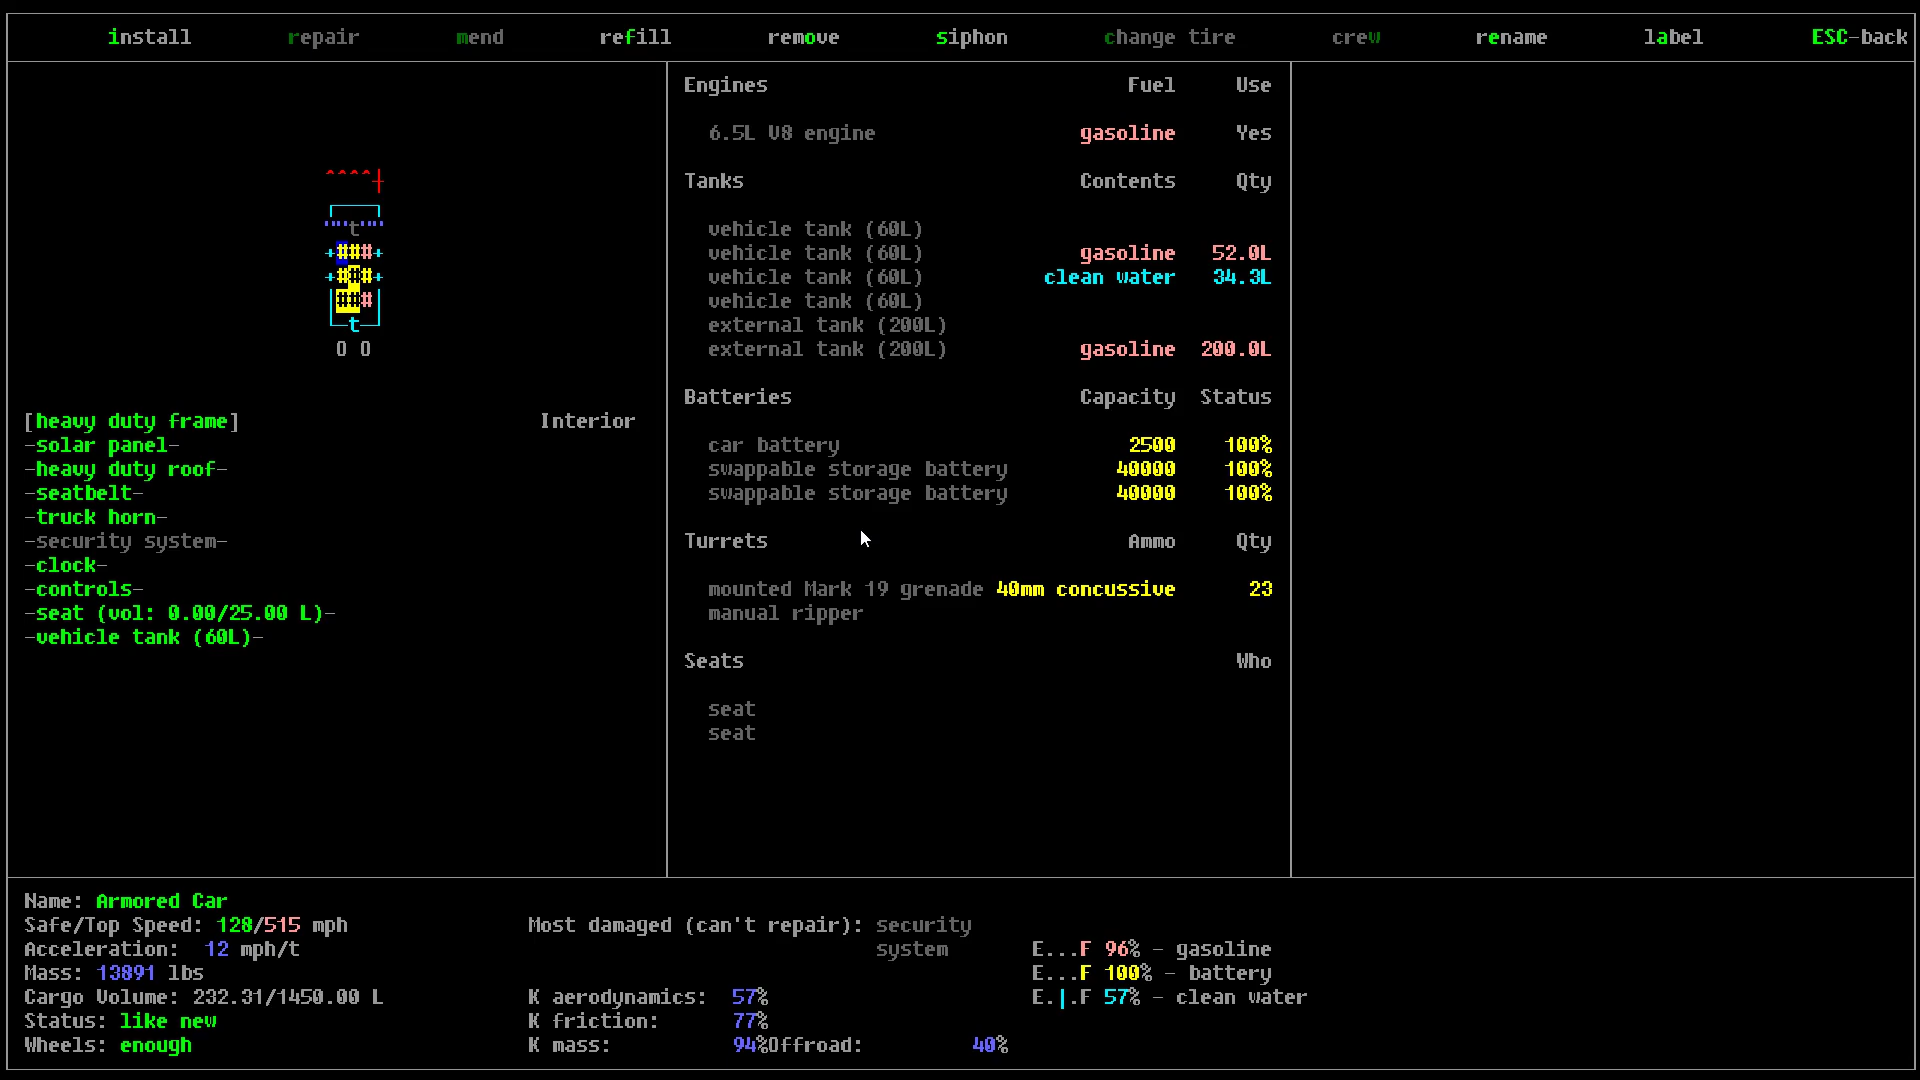 install repair mend refill remove siphon change tire crew rename label ESC-back
Engines Fuel Use
6.5L V8 engine gasoline Yes
Tanks Contents Qty
vehicle tank (60L)
vehicle tank (60L) gasoline 52.0L
vehicle tank (60L) clean water 34.3L
vehicle tank (60L)
external tank (200L)
external tank (200L) gasoline 200.0L
Batteries Capacity Status
car battery 2500 100%
swappable storage battery 40000 100%
swappable storage battery 40000 100%
Turrets Ammo Qty
mounted Mark 19 grenade 40mm concussive 23
manual ripper
Seats Who
seat
seat
^^^^┼
┌───┐
""t""
+###+
+###+
│###│
└─t─┘
0 0
[heavy duty frame] Interior
-solar panel-
-heavy duty roof-
-seatbelt-
-truck horn-
-security system-
-clock-
-controls-
-seat (vol: 0.00/25.00 L)-
-vehicle tank (60L)-
Name: Armored Car
Safe/Top Speed: 128/515 mph
Acceleration: 12 mph/t
Mass: 13891 lbs
Cargo Volume: 232.31/1450.00 L
Status: like new
Wheels: enough
Most damaged (can't repair): security
system
K aerodynamics: 57%
K friction: 77%
K mass: 94%Offroad: 40%
E...F 96% - gasoline
E...F 100% - battery
E.|.F 57% - clean water